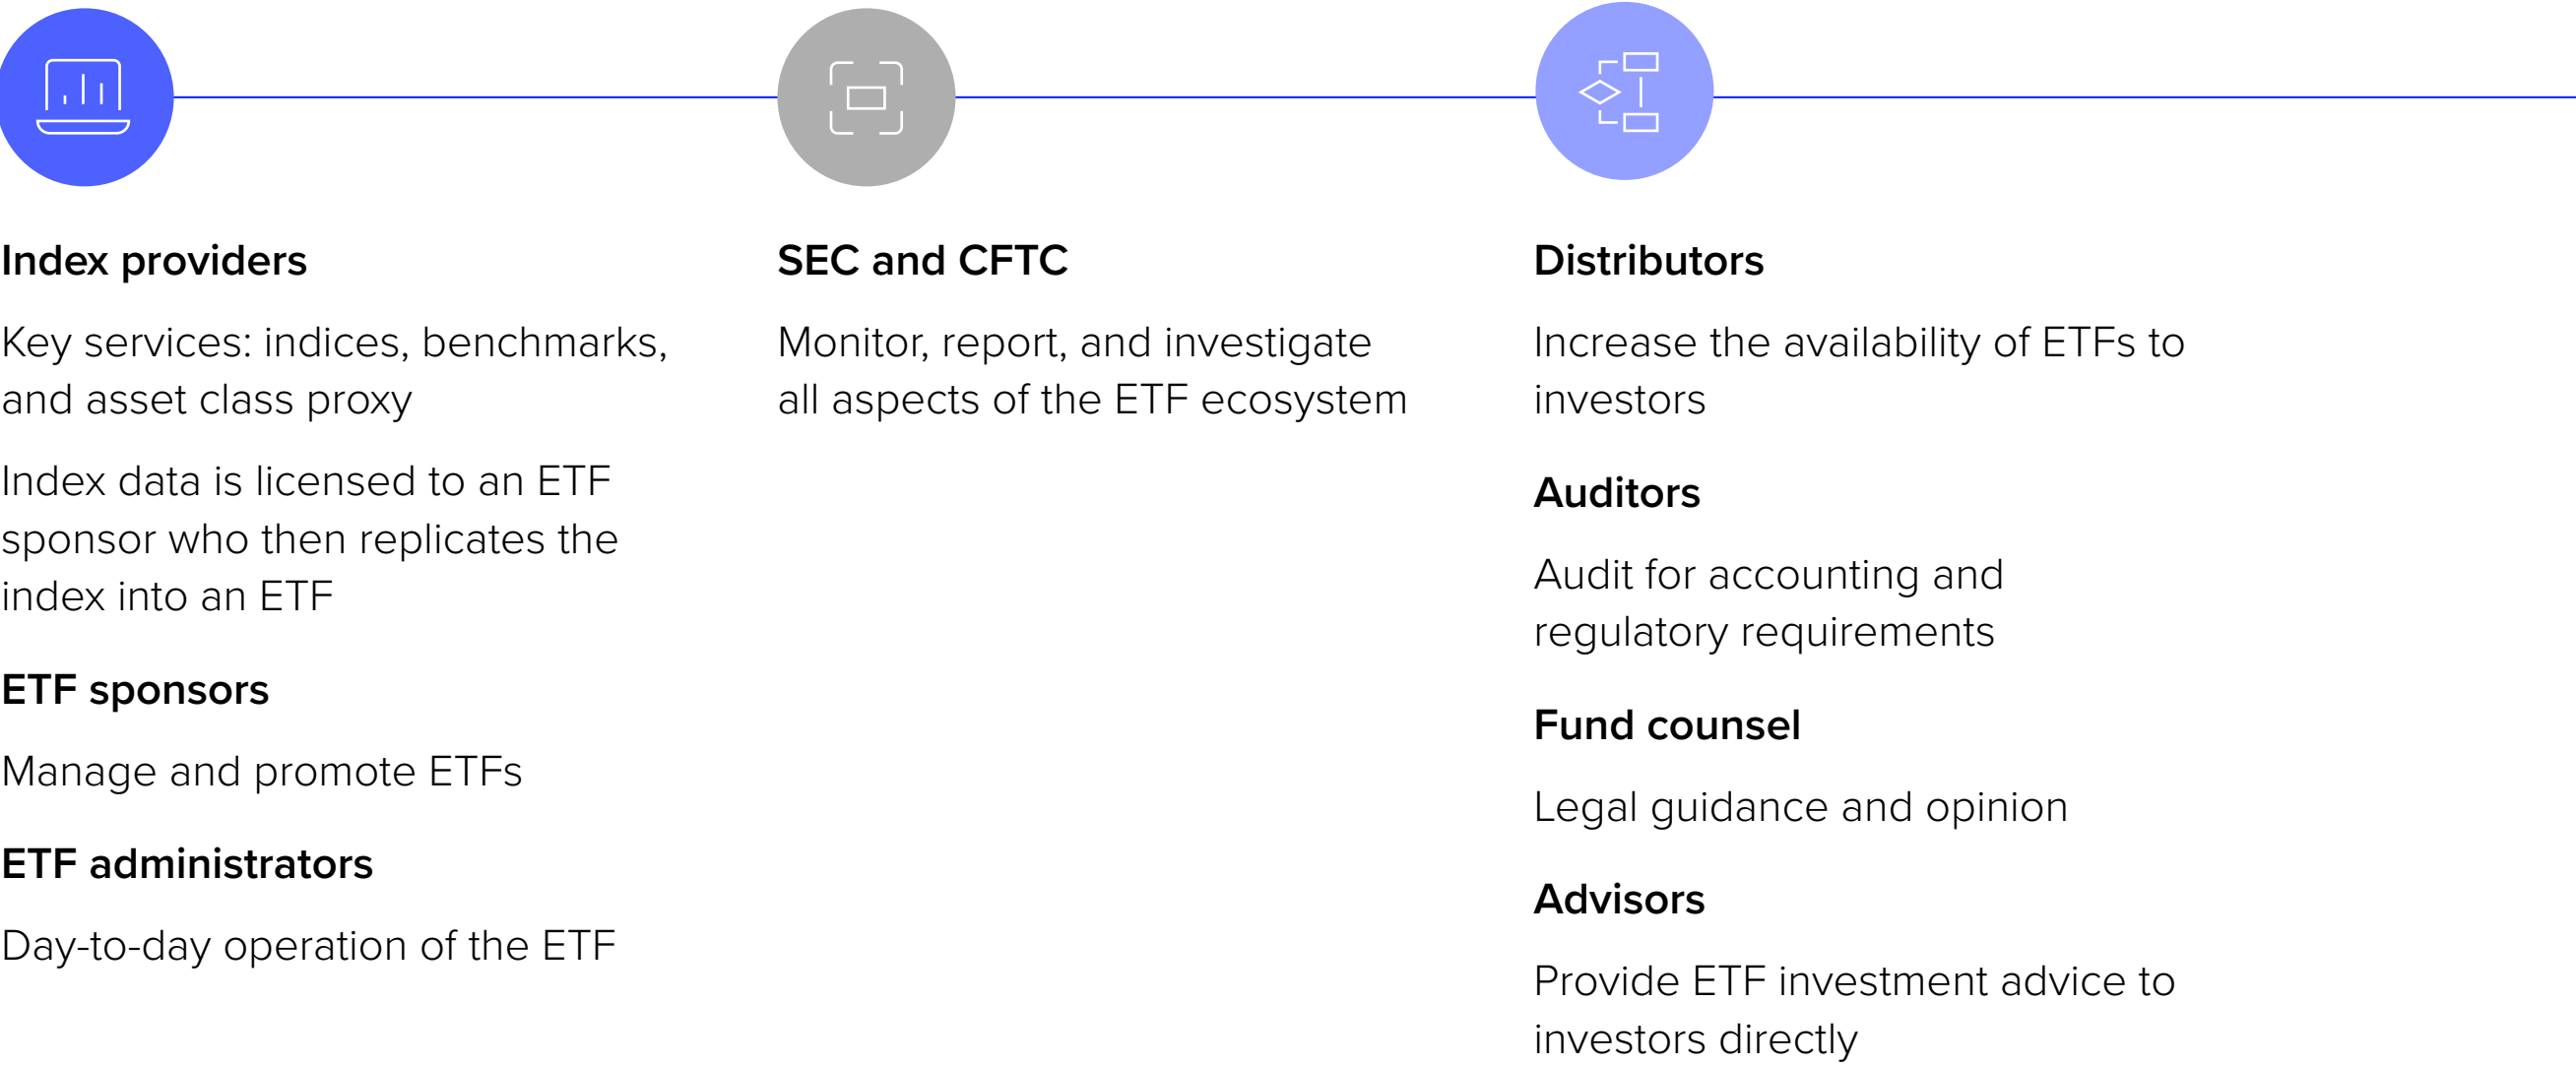 Index providers
Key services: indices, benchmarks,
and asset class proxy
Index data is licensed to an ETF
sponsor who then replicates the
index into an ETF
ETF sponsors
Manage and promote ETFs
ETF administrators
Day-to-day operation of the ETF
SEC and CFTC
Monitor, report, and investigate
all aspects of the ETF ecosystem
Distributors
Increase the availability of ETFs to
investors
Auditors
Audit for accounting and
regulatory requirements
Fund counsel
Legal guidance and opinion
Advisors
Provide ETF investment advice to
investors directly